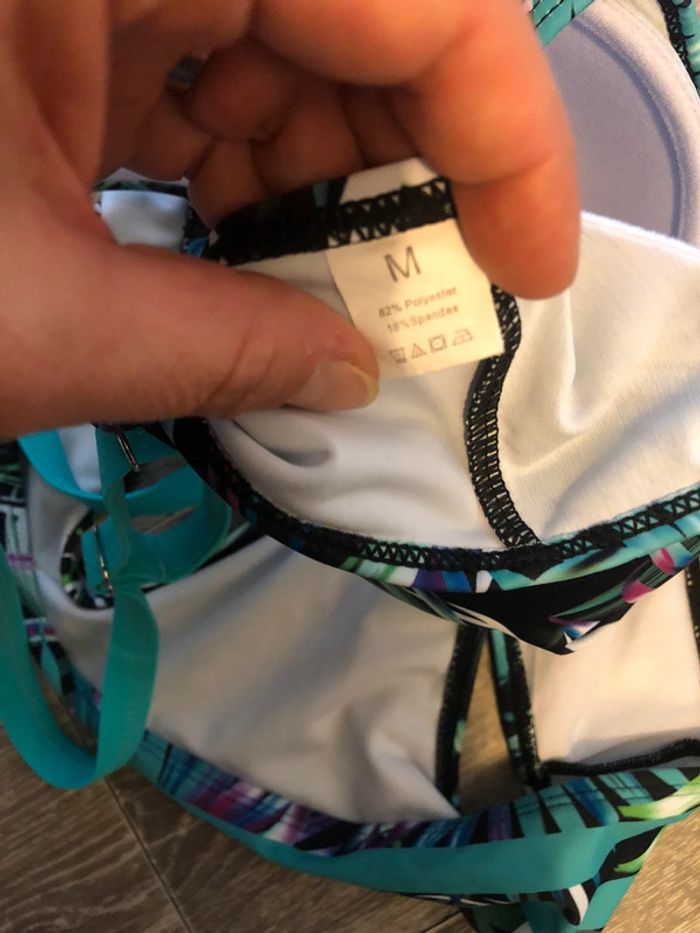 M
82% Polyester
18%Spandex